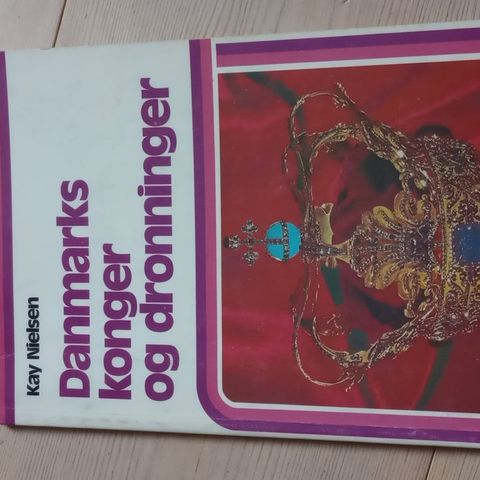 Kay Nielsen
Danmarks
konger
og dronninger